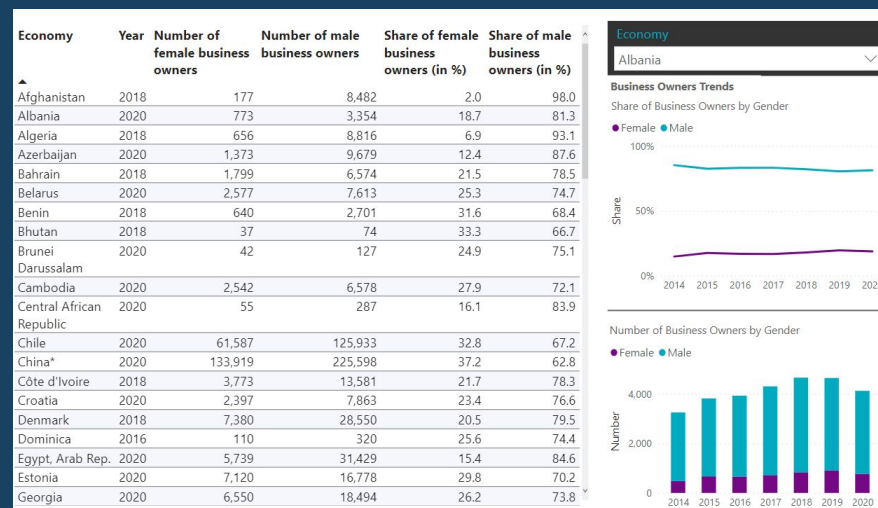 Economy Year Number of female business owners Number of male business owners Share of female business owners (in %) Share of male business owners (in %)
Afghanistan 2018 177 8,482 2.0 98.0
Albania 2020 773 3,354 18.7 81.3
Algeria 2018 656 8,816 6.9 93.1
Azerbaijan 2020 1,373 9,679 12.4 87.6
Bahrain 2018 1,799 6,574 21.5 78.5
Belarus 2020 2,577 7,613 25.3 74.7
Benin 2018 640 2,701 31.6 68.4
Bhutan 2018 37 74 33.3 66.7
Brunei Darussalam 2020 42 127 24.9 75.1
Cambodia 2020 2,542 6,578 27.9 72.1
Central African Republic 2020 55 287 16.1 83.9
Chile 2020 61,587 125,933 32.8 67.2
China* 2020 133,919 225,598 37.2 62.8
Côte d'Ivoire 2018 3,773 13,581 21.7 78.3
Croatia 2020 2,397 7,863 23.4 76.6
Denmark 2018 7,380 28,550 20.5 79.5
Dominica 2016 110 320 25.6 74.4
Egypt, Arab Rep. 2020 5,739 31,429 15.4 84.6
Estonia 2020 7,120 16,778 29.8 70.2
Georgia 2020 6,550 18,494 26.2 73.8
Economy
Albania
Business Owners Trends
Share of Business Owners by Gender
Female Male
100%
50%
0%
Share
2014 2015 2016 2017 2018 2019 202
Number of Business Owners by Gender
Female Male
4,000
2,000
0
Number
2014 2015 2016 2017 2018 2019 2020